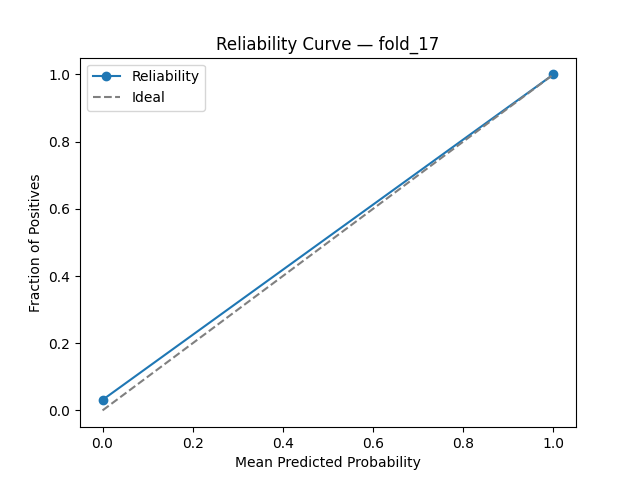 Reliability Curve — fold_17
Reliability
Ideal
Fraction of Positives
1.0
0.8
0.6
0.4
0.2
0.0
0.0 0.2 0.4 0.6 0.8 1.0
Mean Predicted Probability